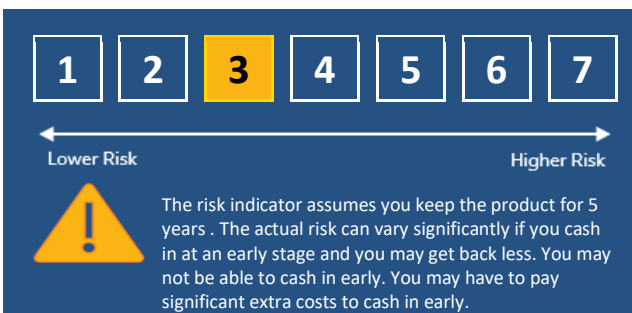 1 2 3 4 5 6 7
Lower Risk Higher Risk
The risk indicator assumes you keep the product for 5
years . The actual risk can vary significantly if you cash
in at an early stage and you may get back less. You may
not be able to cash in early. You may have to pay
significant extra costs to cash in early.